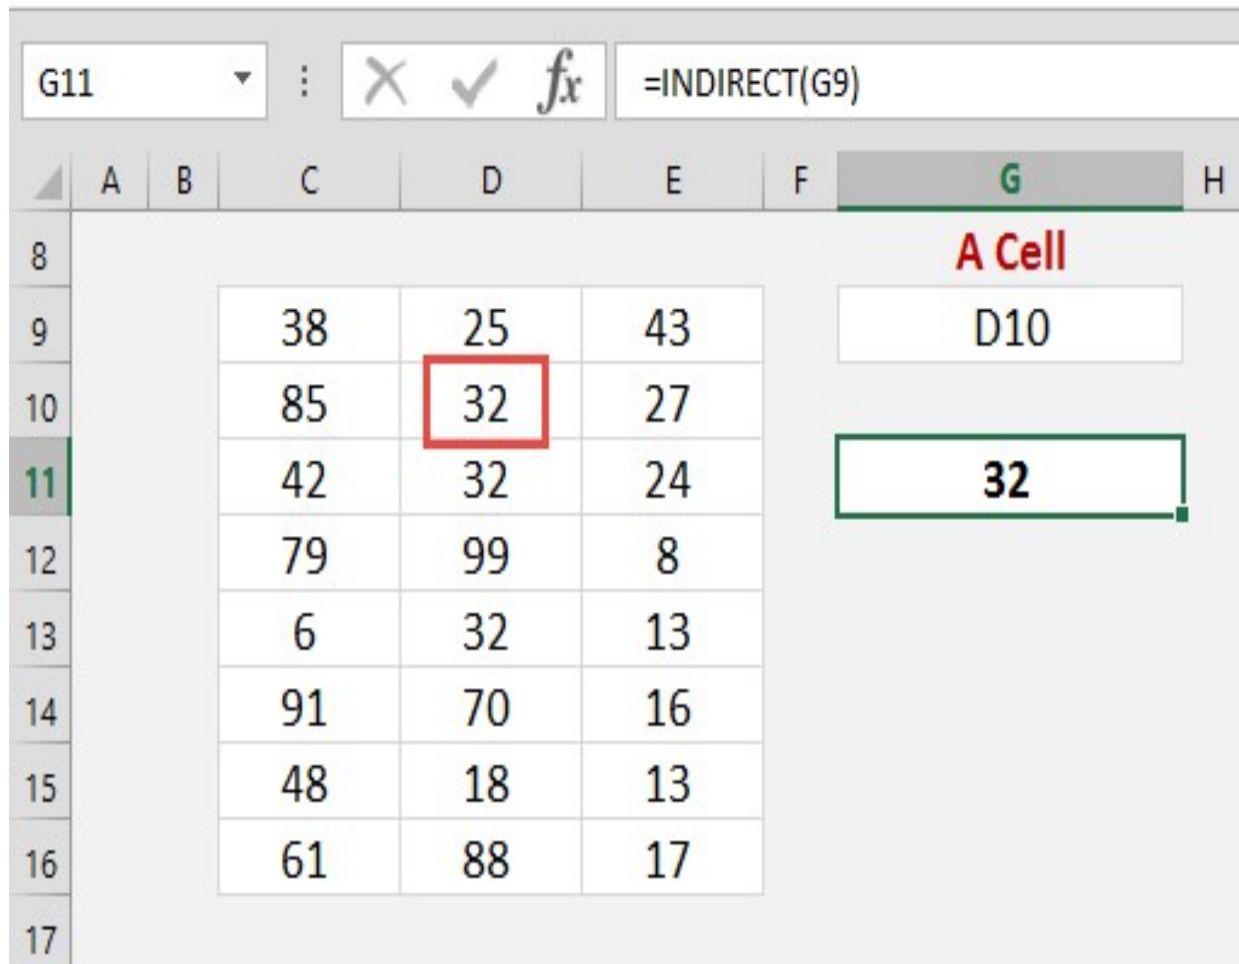 G11 fx =INDIRECT(G9)
A B C D E F G H
8 A Cell
9 38 25 43 D10
10 85 32 27
11 42 32 24 32
12 79 99 8
13 6 32 13
14 91 70 16
15 48 18 13
16 61 88 17
17